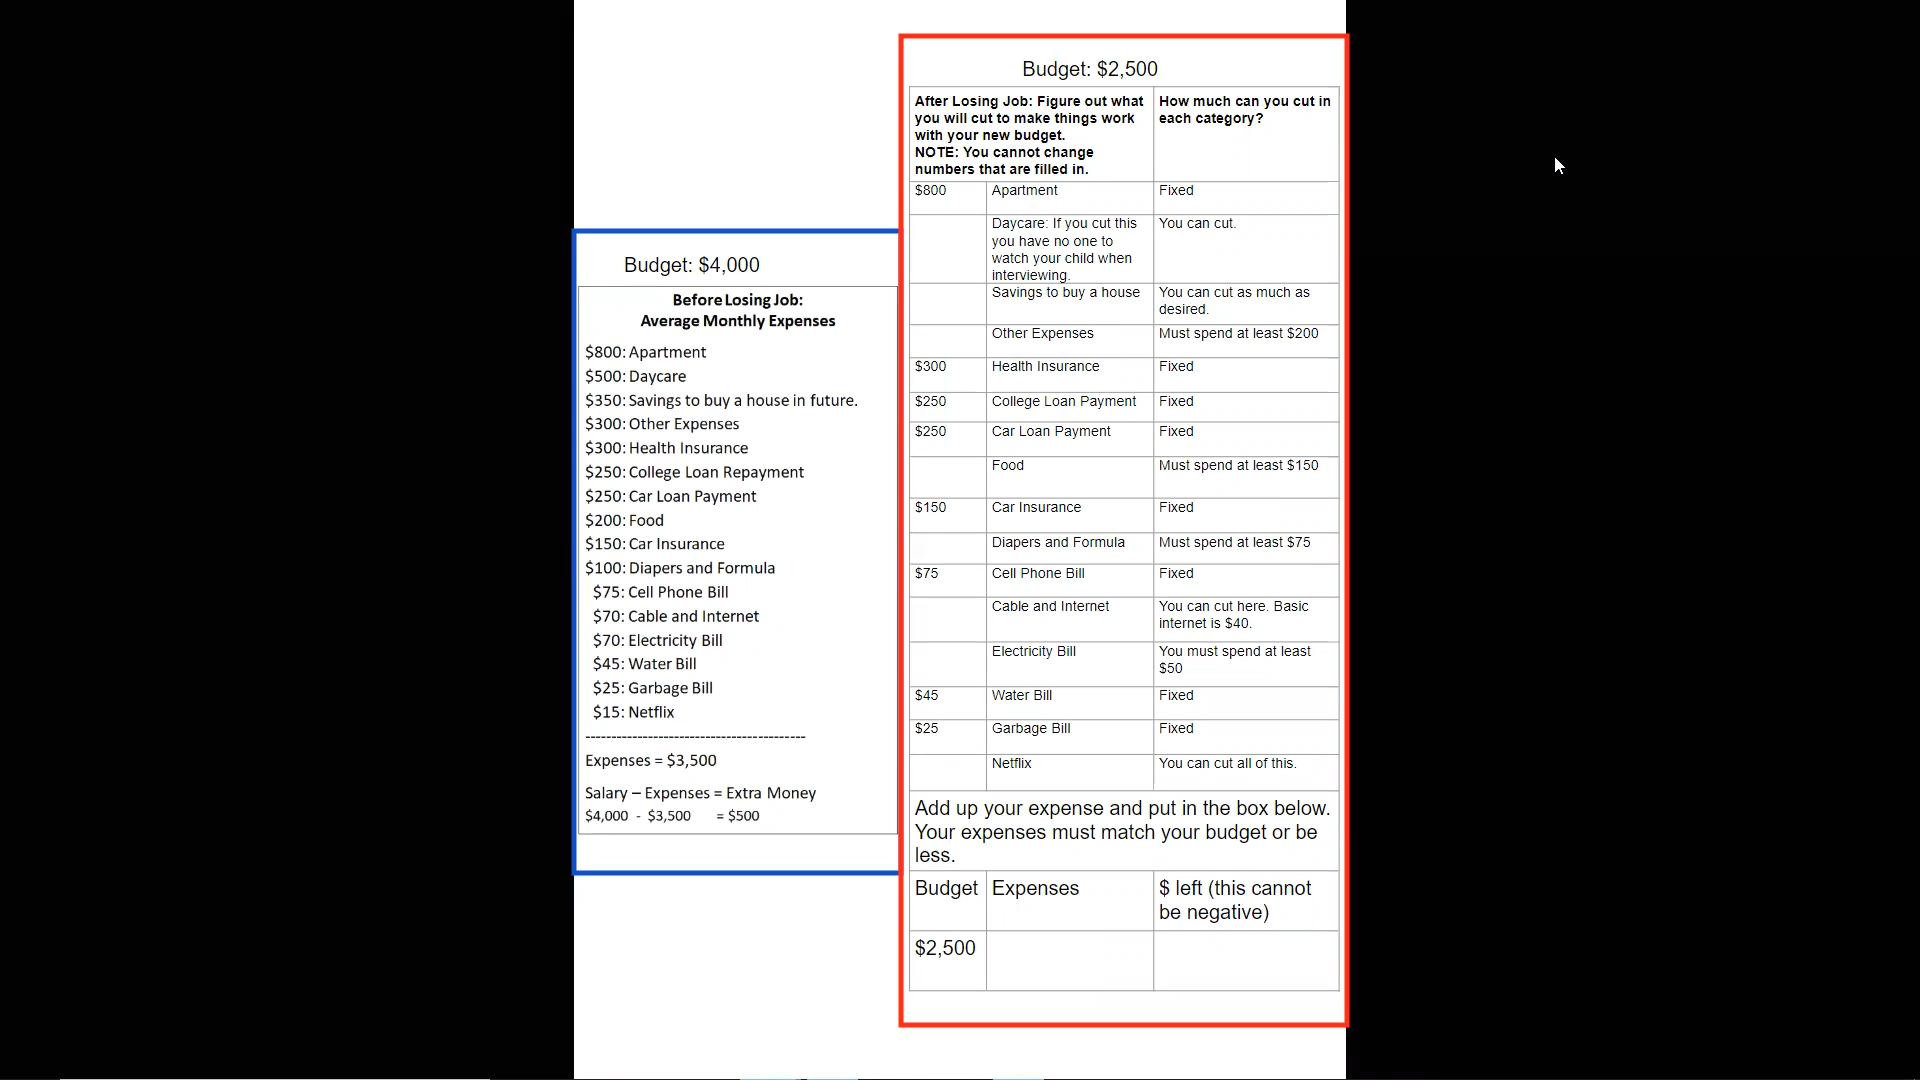 Budget: $4,000
Before Losing Job:
Average Monthly Expenses
$800: Apartment
$500: Daycare
$350: Savings to buy a house in future.
$300: Other Expenses
$300: Health Insurance
$250: College Loan Repayment
$250: Car Loan Payment
$200: Food
$150: Car Insurance
$100: Diapers and Formula
$75: Cell Phone Bill
$70: Cable and Internet
$70: Electricity Bill
$45: Water Bill
$25: Garbage Bill
$15: Netflix
------------------------------------------
Expenses = $3,500
Salary – Expenses = Extra Money
$4,000 - $3,500 = $500
Budget: $2,500
After Losing Job: Figure out what
you will cut to make things work
with your new budget.
NOTE: You cannot change
numbers that are filled in.
How much can you cut in
each category?
$800 Apartment Fixed
Daycare: If you cut this
you have no one to
watch your child when
interviewing.
You can cut.
Savings to buy a house
You can cut as much as
desired.
Other Expenses Must spend at least $200
$300 Health Insurance Fixed
$250 College Loan Payment Fixed
$250 Car Loan Payment Fixed
Food Must spend at least $150
$150 Car Insurance Fixed
Diapers and Formula Must spend at least $75
$75 Cell Phone Bill Fixed
Cable and Internet
You can cut here. Basic
internet is $40.
Electricity Bill
You must spend at least
$50
$45 Water Bill Fixed
$25 Garbage Bill Fixed
Netflix You can cut all of this.
Add up your expense and put in the box below.
Your expenses must match your budget or be
less.
Budget Expenses
$ left (this cannot
be negative)
$2,500